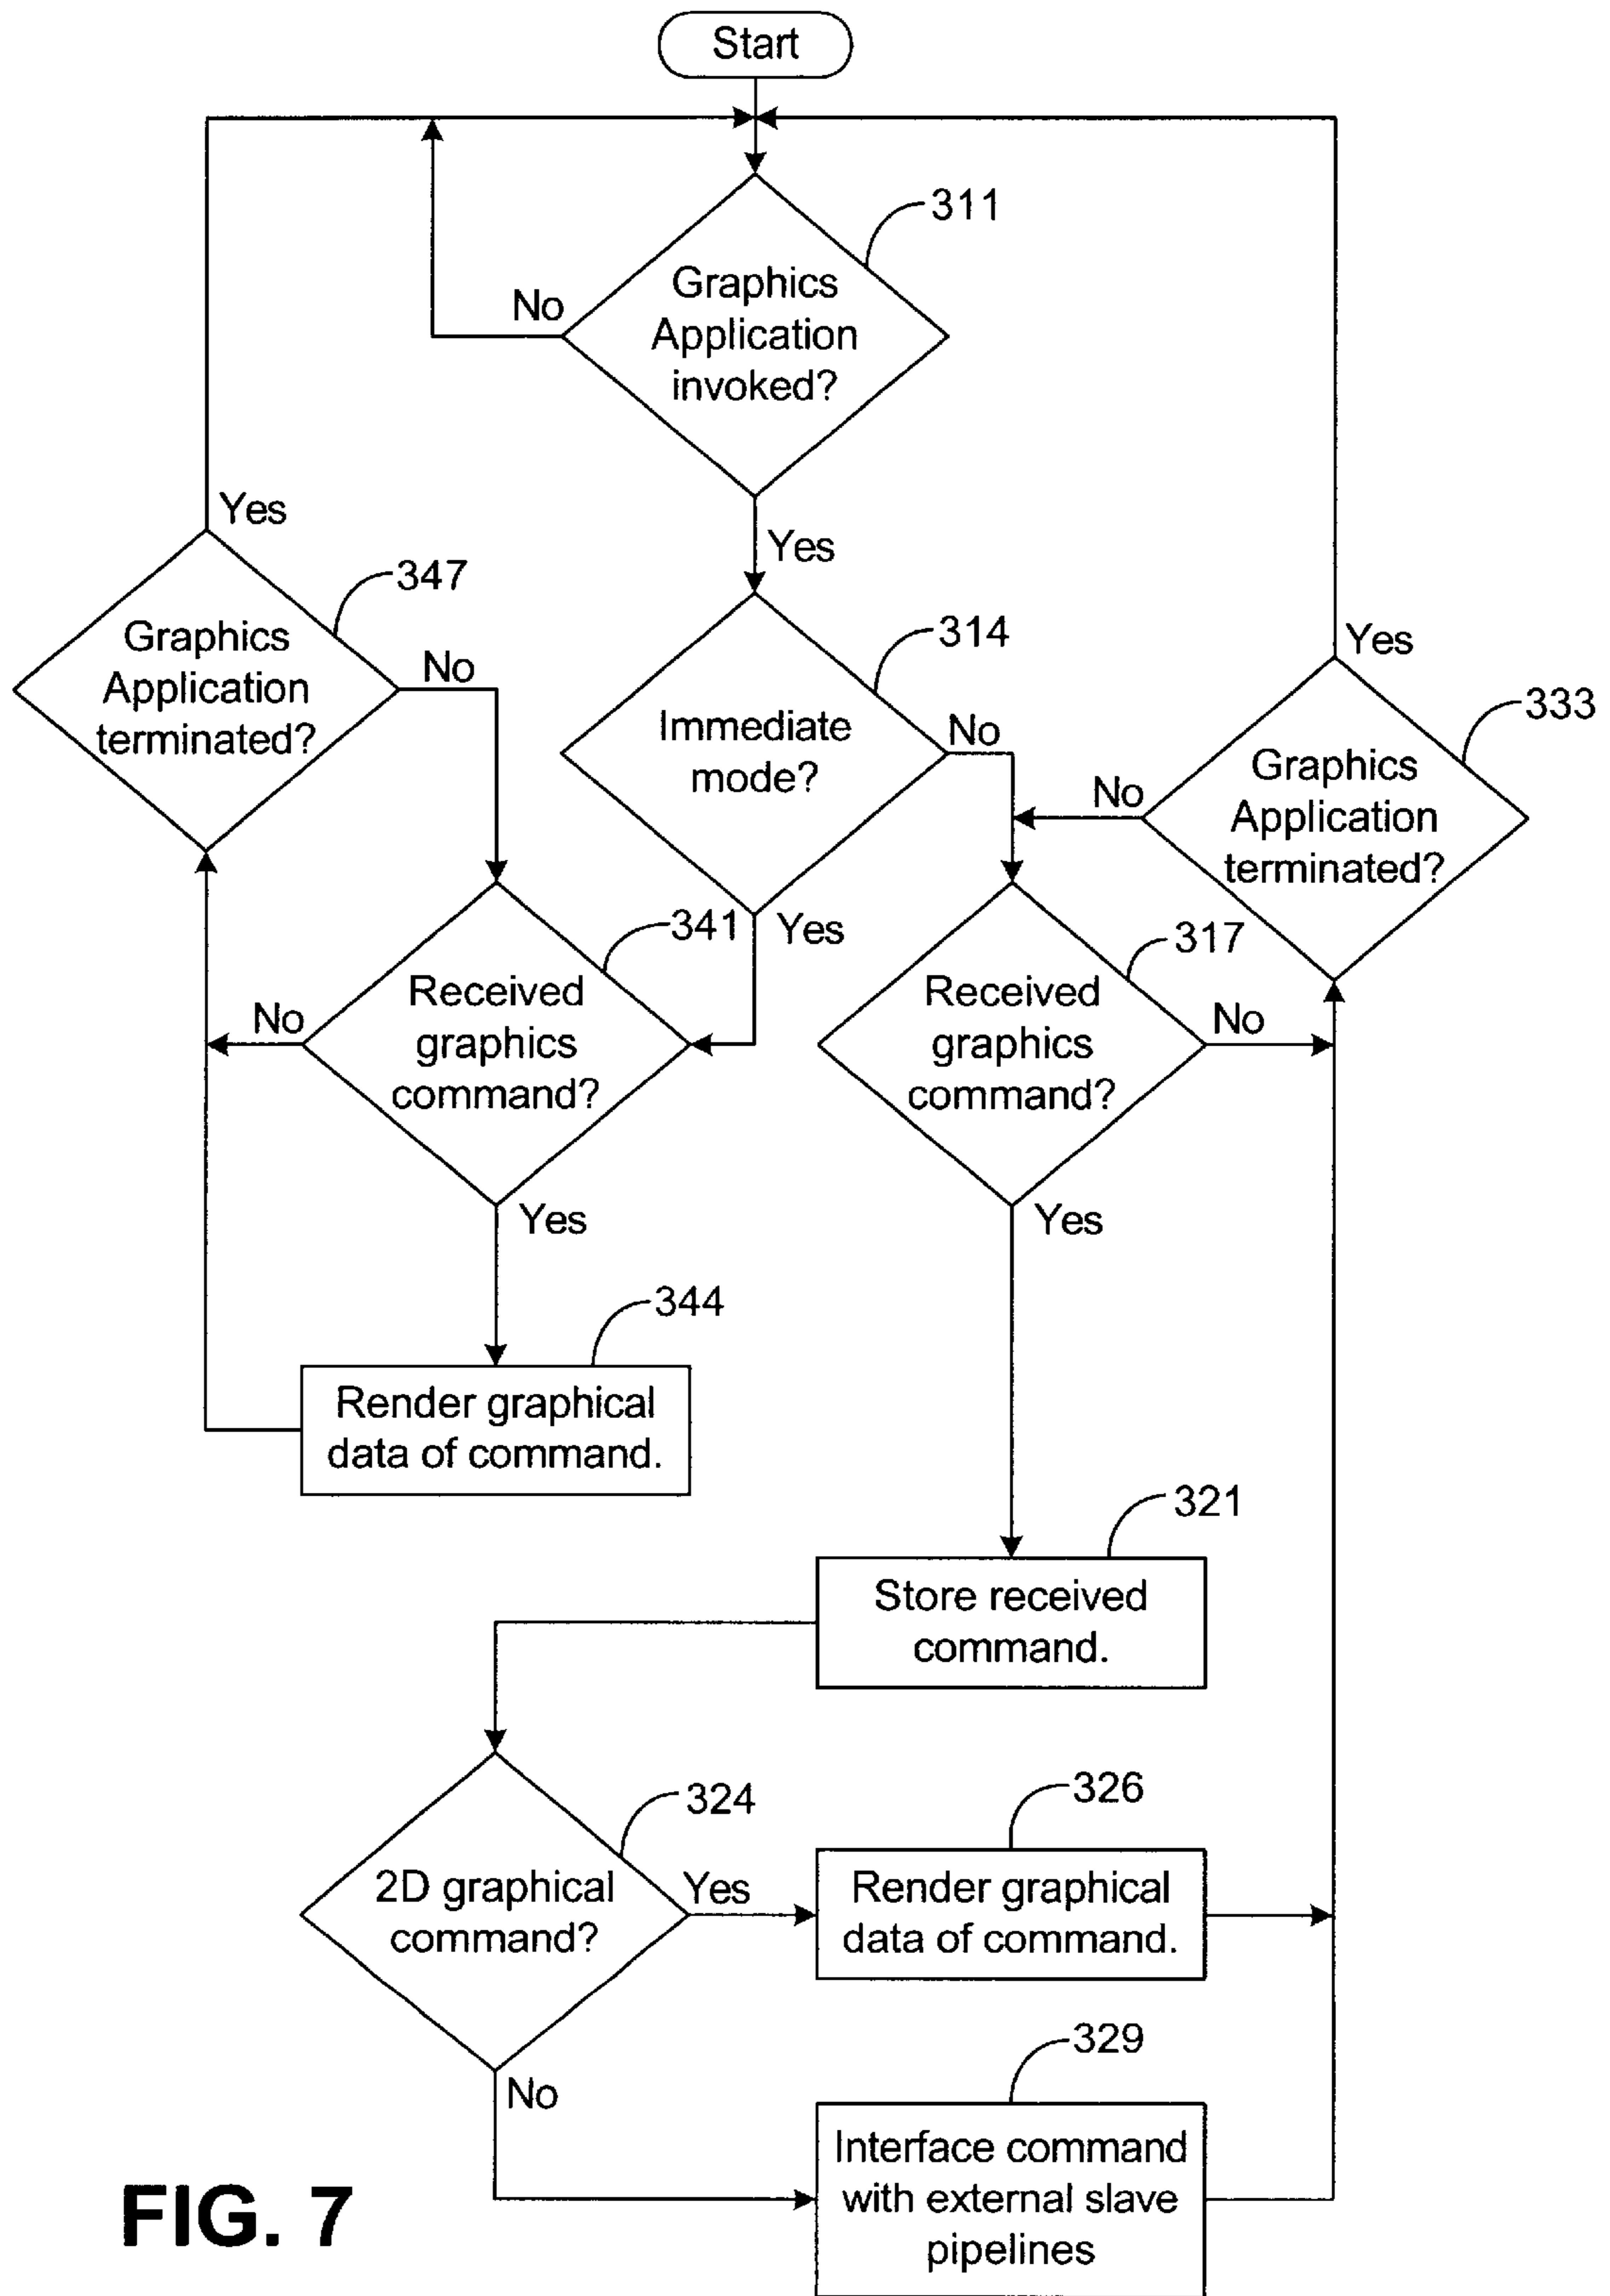 Start
311
Graphics
Application
invoked?
No
Yes
347
Graphics
Application
terminated?
Yes
No
314
Immediate
mode?
No
Yes
333
Graphics
Application
terminated?
Yes
No
341
Received
graphics
command?
No
Yes
317
Received
graphics
command?
No
Yes
344
Render graphical
data of command.
321
Store received
command.
324
2D graphical
command?
Yes
No
326
Render graphical
data of command.
329
Interface command
with external slave
pipelines
FIG. 7